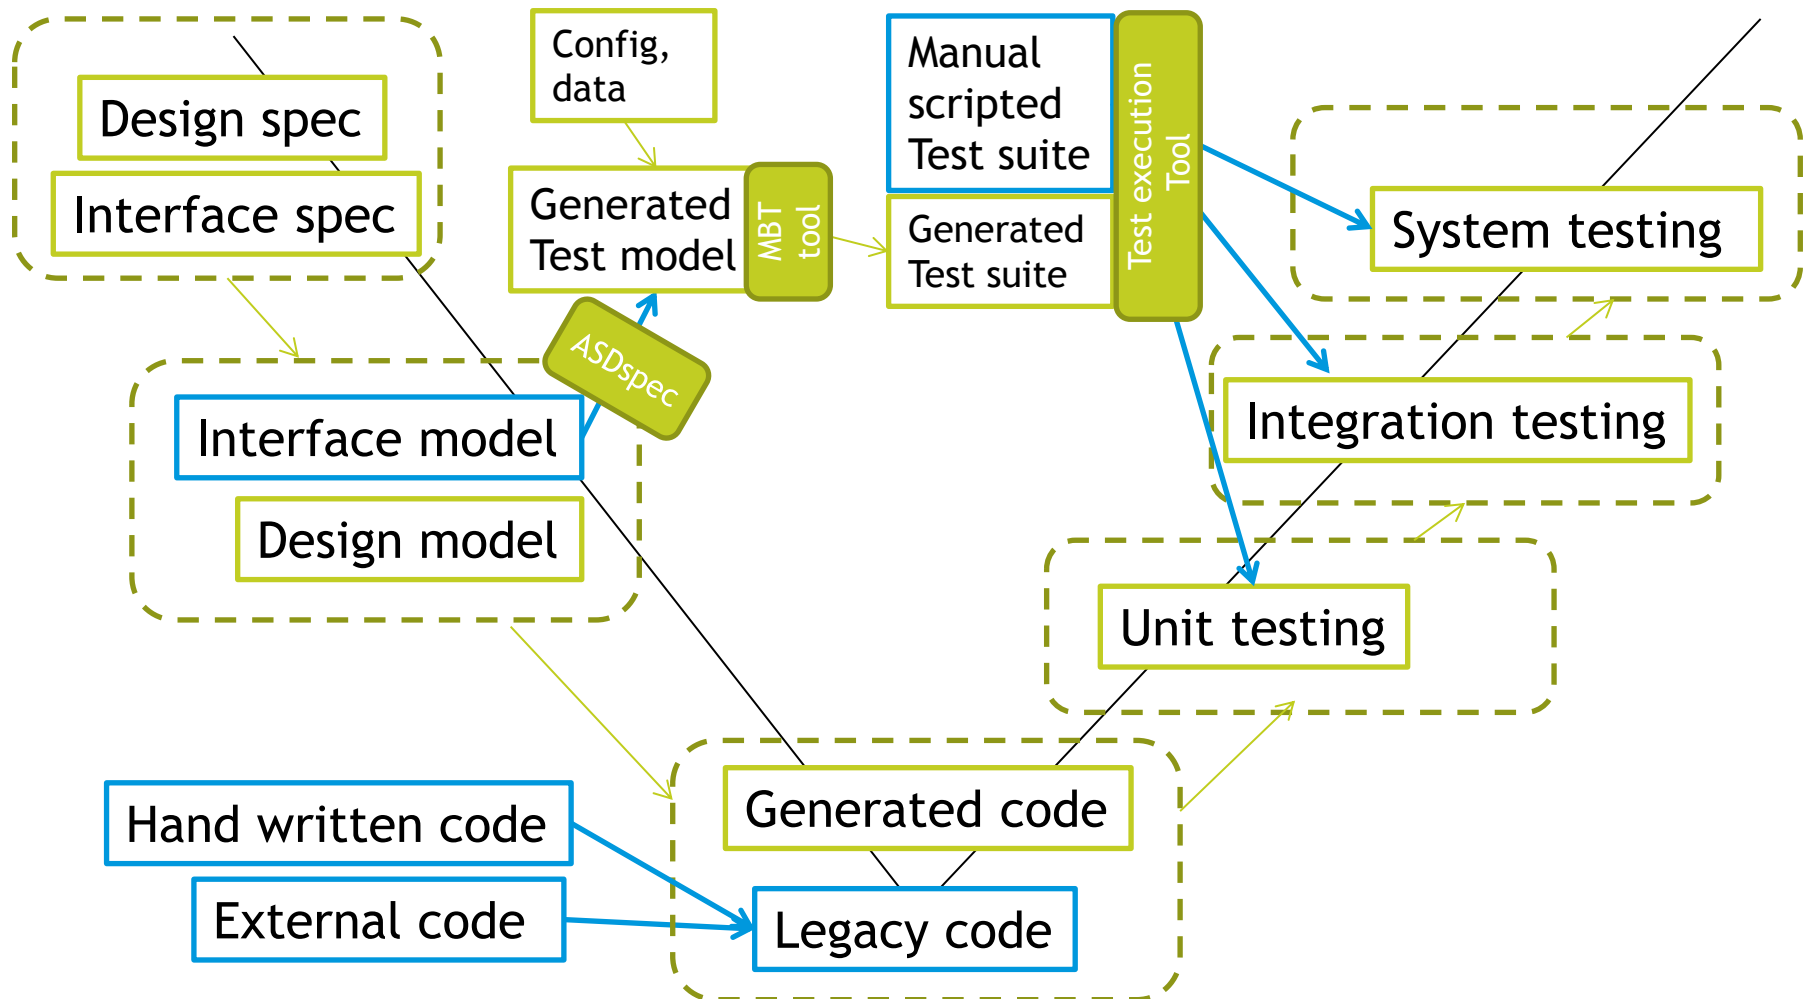 Design spec
Interface spec
Config,
data
Generated
Test model
MBT
tool
Manual
scripted
Test suite
Generated
Test suite
Test execution
Tool
System testing
ASDspec
Interface model
Design model
Integration testing
Unit testing
Hand written code
External code
Generated code
Legacy code